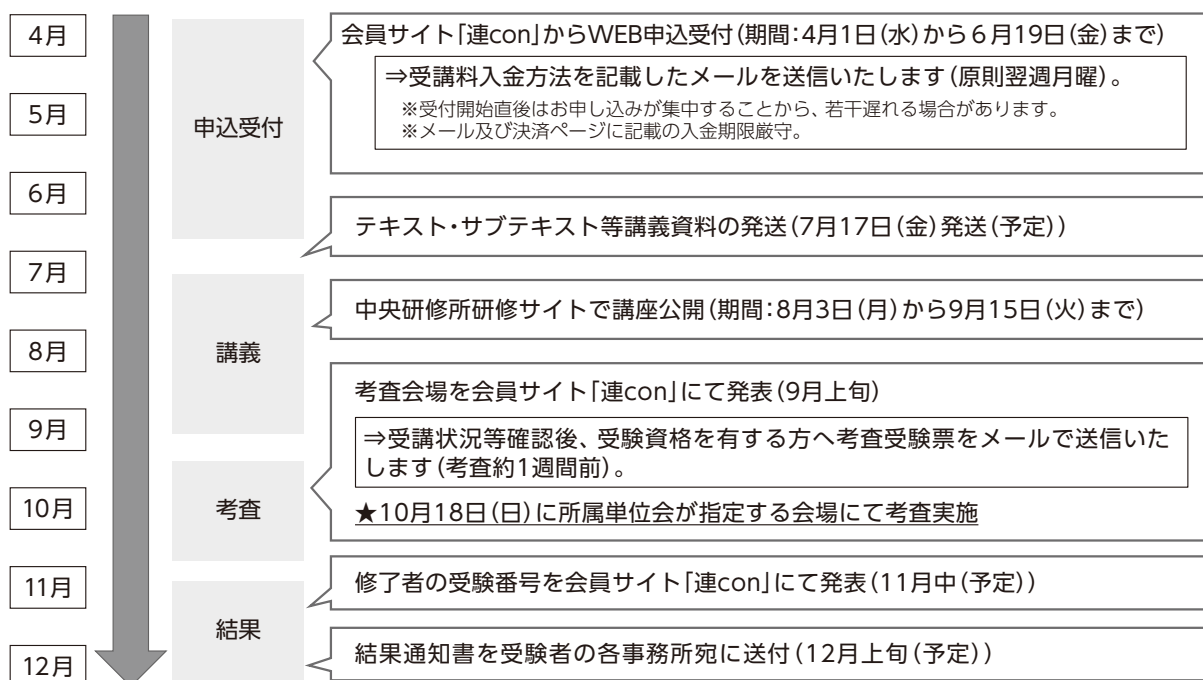 4月
5月
6月
7月
8月
9月
10月
11月
12月
申込受付
会員サイト「連con」からWEB申込受付(期間:4月1日(水)から6月19日(金)まで)
⇒受講料入金方法を記載したメールを送信いたします(原則翌週月曜)。
※受付開始直後はお申し込みが集中することから、若干遅れる場合があります。
※メール及び決済ページに記載の入金期限厳守。
テキスト・サブテキスト等講義資料の発送(7月17日(金)発送(予定))
講義
中央研修所研修サイトで講座公開(期間:8月3日(月)から9月15日(火)まで)
考査
考査会場を会員サイト「連con」にて発表(9月上旬)
⇒受講状況等確認後、受験資格を有する方へ考査受験票をメールで送信いた
します(考査約1週間前)。
★10月18日(日)に所属単位会が指定する会場にて考査実施
結果
修了者の受験番号を会員サイト「連con」にて発表(11月中(予定))
結果通知書を受験者の各事務所宛に送付(12月上旬(予定))